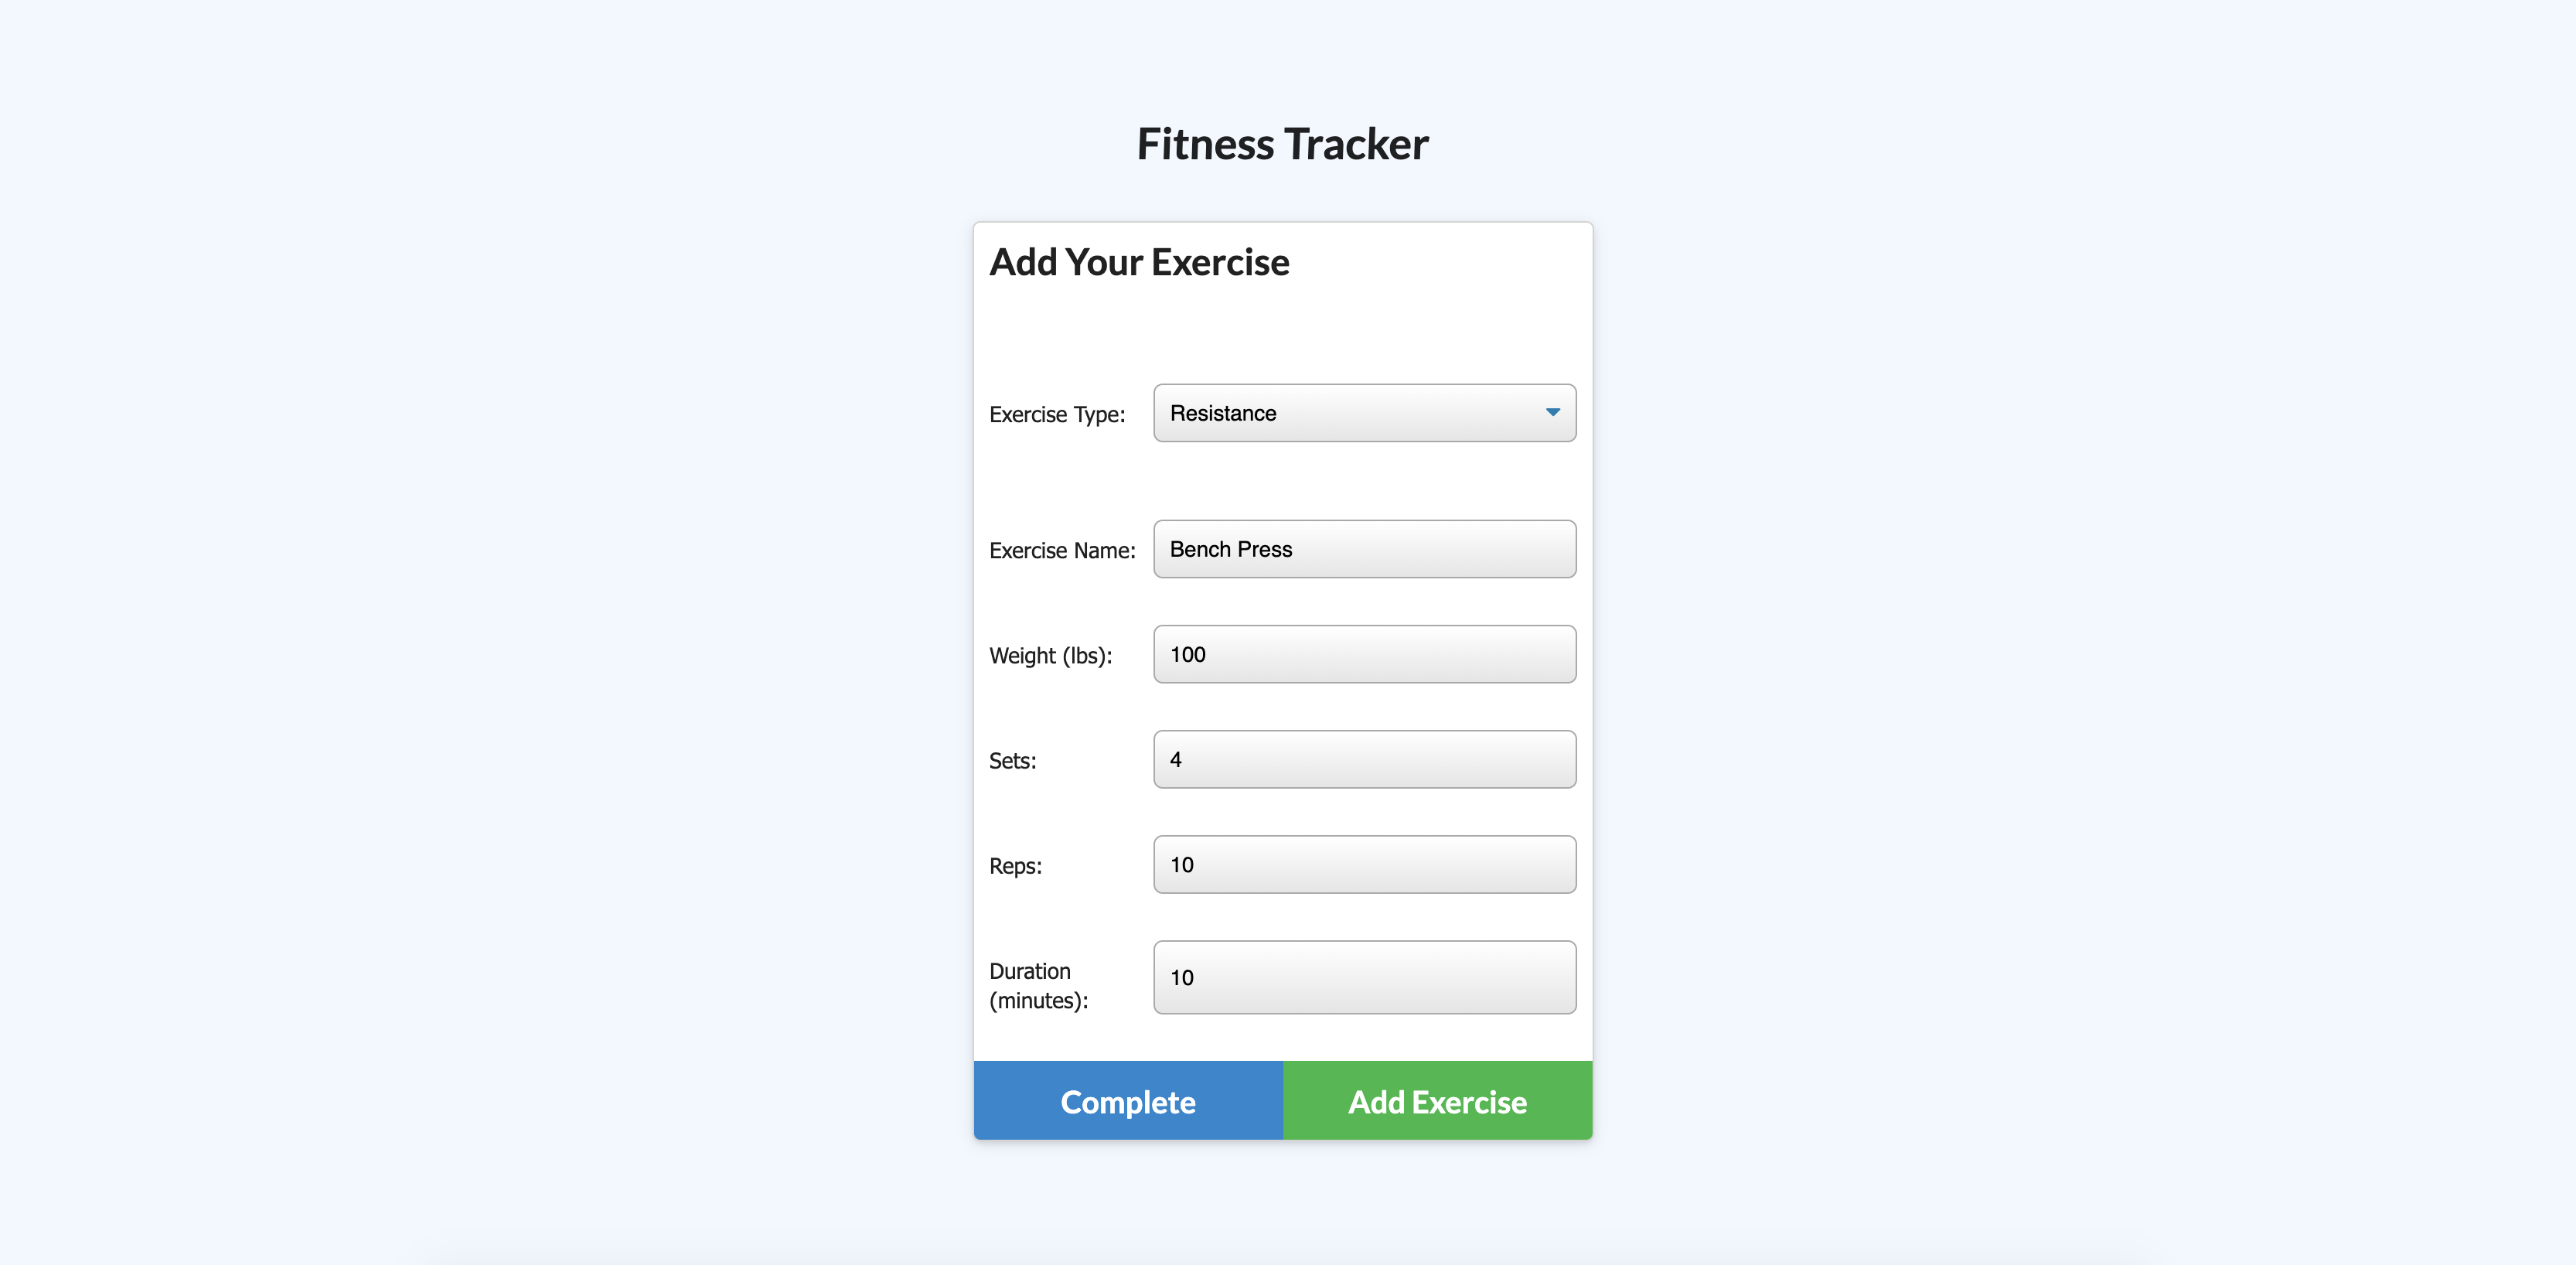 Fitness Tracker
Add Your Exercise
Exercise Type: Resistance
Exercise Name: Bench Press
Weight (lbs): 100
Sets: 4
Reps: 10
Duration
(minutes): 10
Complete Add Exercise